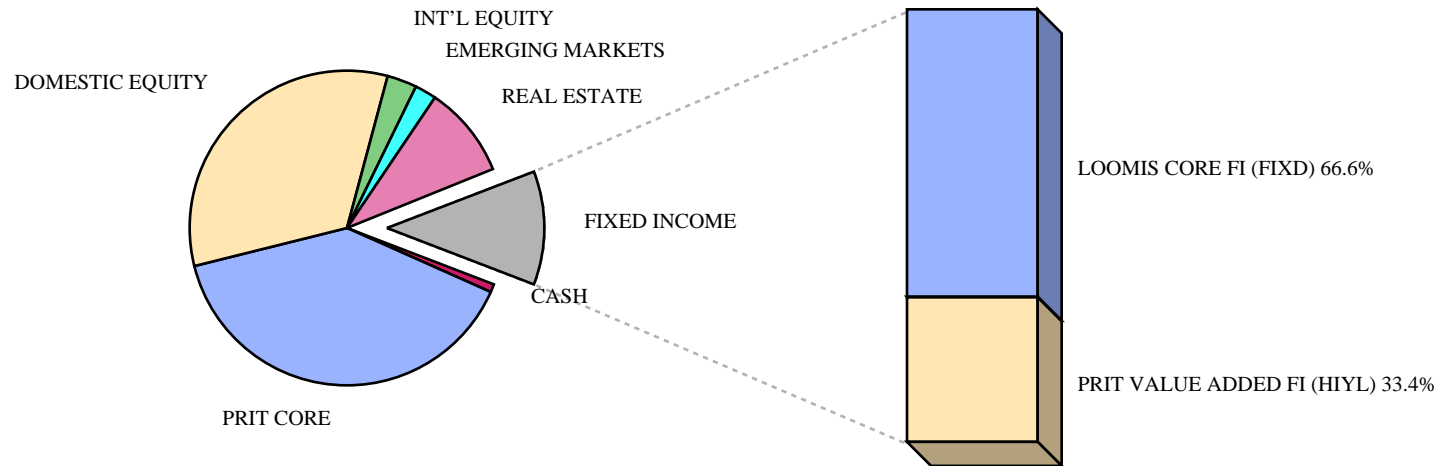 INT'L EQUITY
EMERGING MARKETS
DOMESTIC EQUITY
REAL ESTATE
LOOMIS CORE FI (FIXD) 66.6%
FIXED INCOME
CASH
PRIT VALUE ADDED FI (HIYL) 33.4%
PRIT CORE